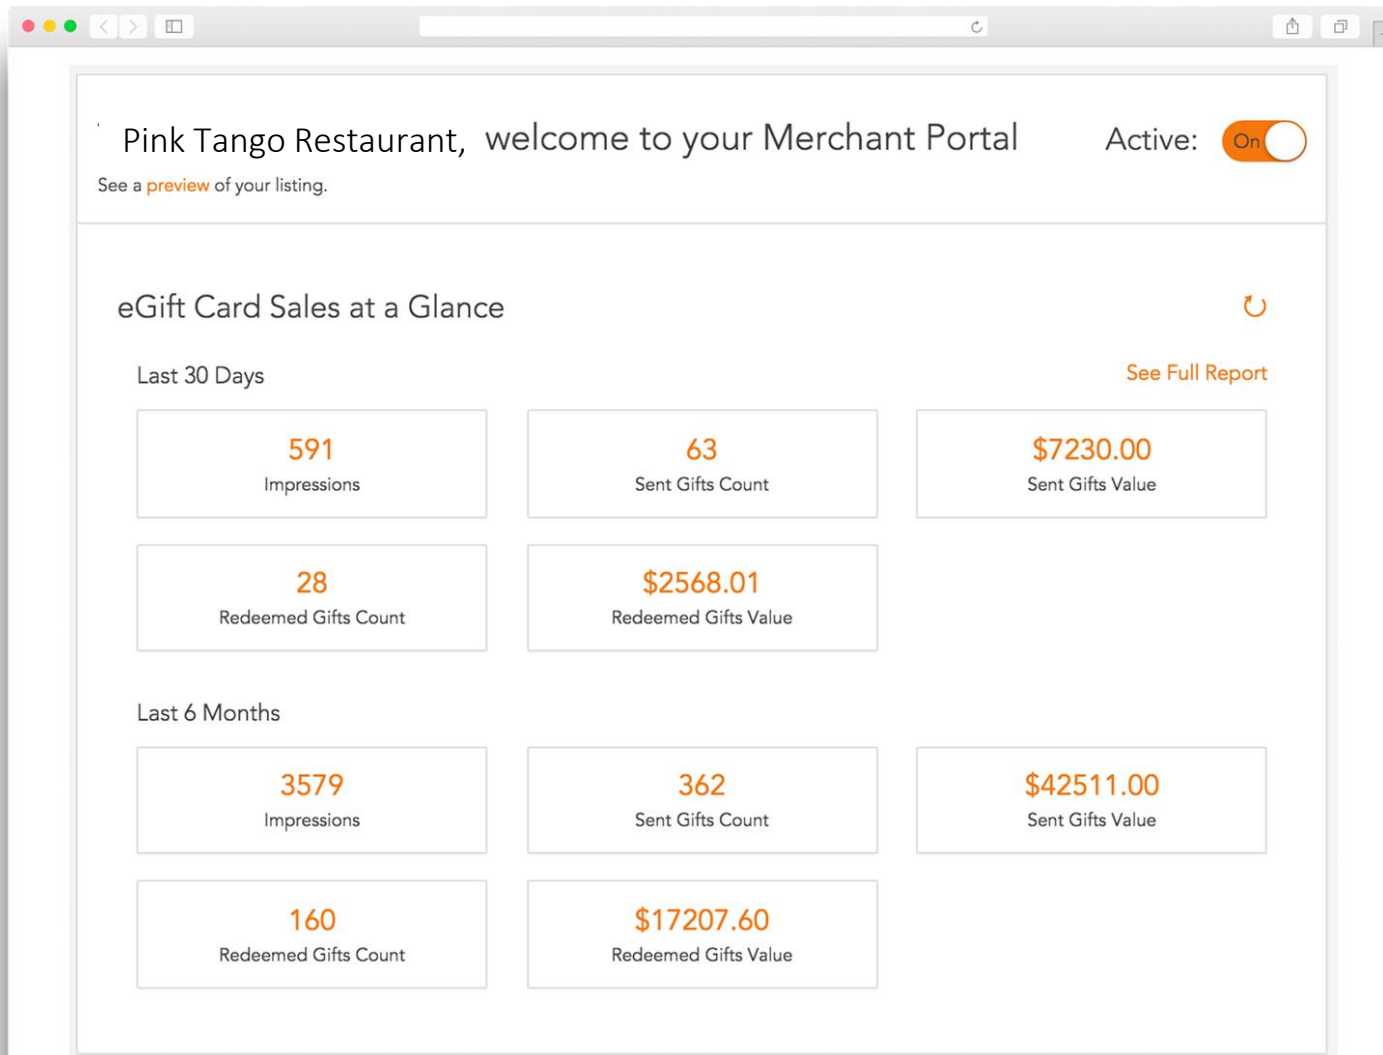 Pink Tango Restaurant, welcome to your Merchant Portal
Active: On
See a preview of your listing.
eGift Card Sales at a Glance
Last 30 Days
See Full Report
591
Impressions
63
Sent Gifts Count
$7230.00
Sent Gifts Value
28
Redeemed Gifts Count
$2568.01
Redeemed Gifts Value
Last 6 Months
3579
Impressions
362
Sent Gifts Count
$42511.00
Sent Gifts Value
160
Redeemed Gifts Count
$17207.60
Redeemed Gifts Value